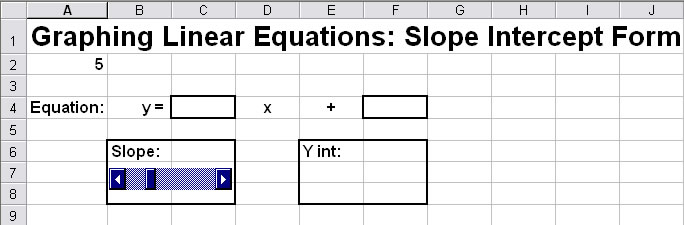 A B C D E F G H I J
1 Graphing Linear Equations: Slope Intercept Form
2 5
3
4 Equation: y = x +
5
6 Slope: Y int:
7
8
9